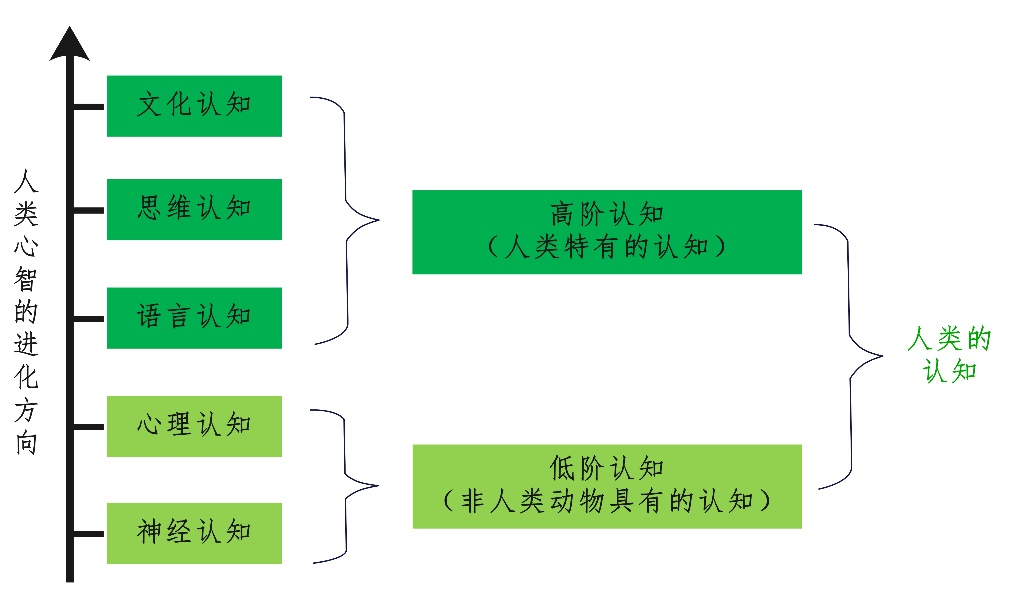 人类心智的进化方向
文化认知
思维认知
语言认知
心理认知
神经认知
高阶认知
（人类特有的认知）
低阶认知
（非人类动物具有的认知）
人类的
认知